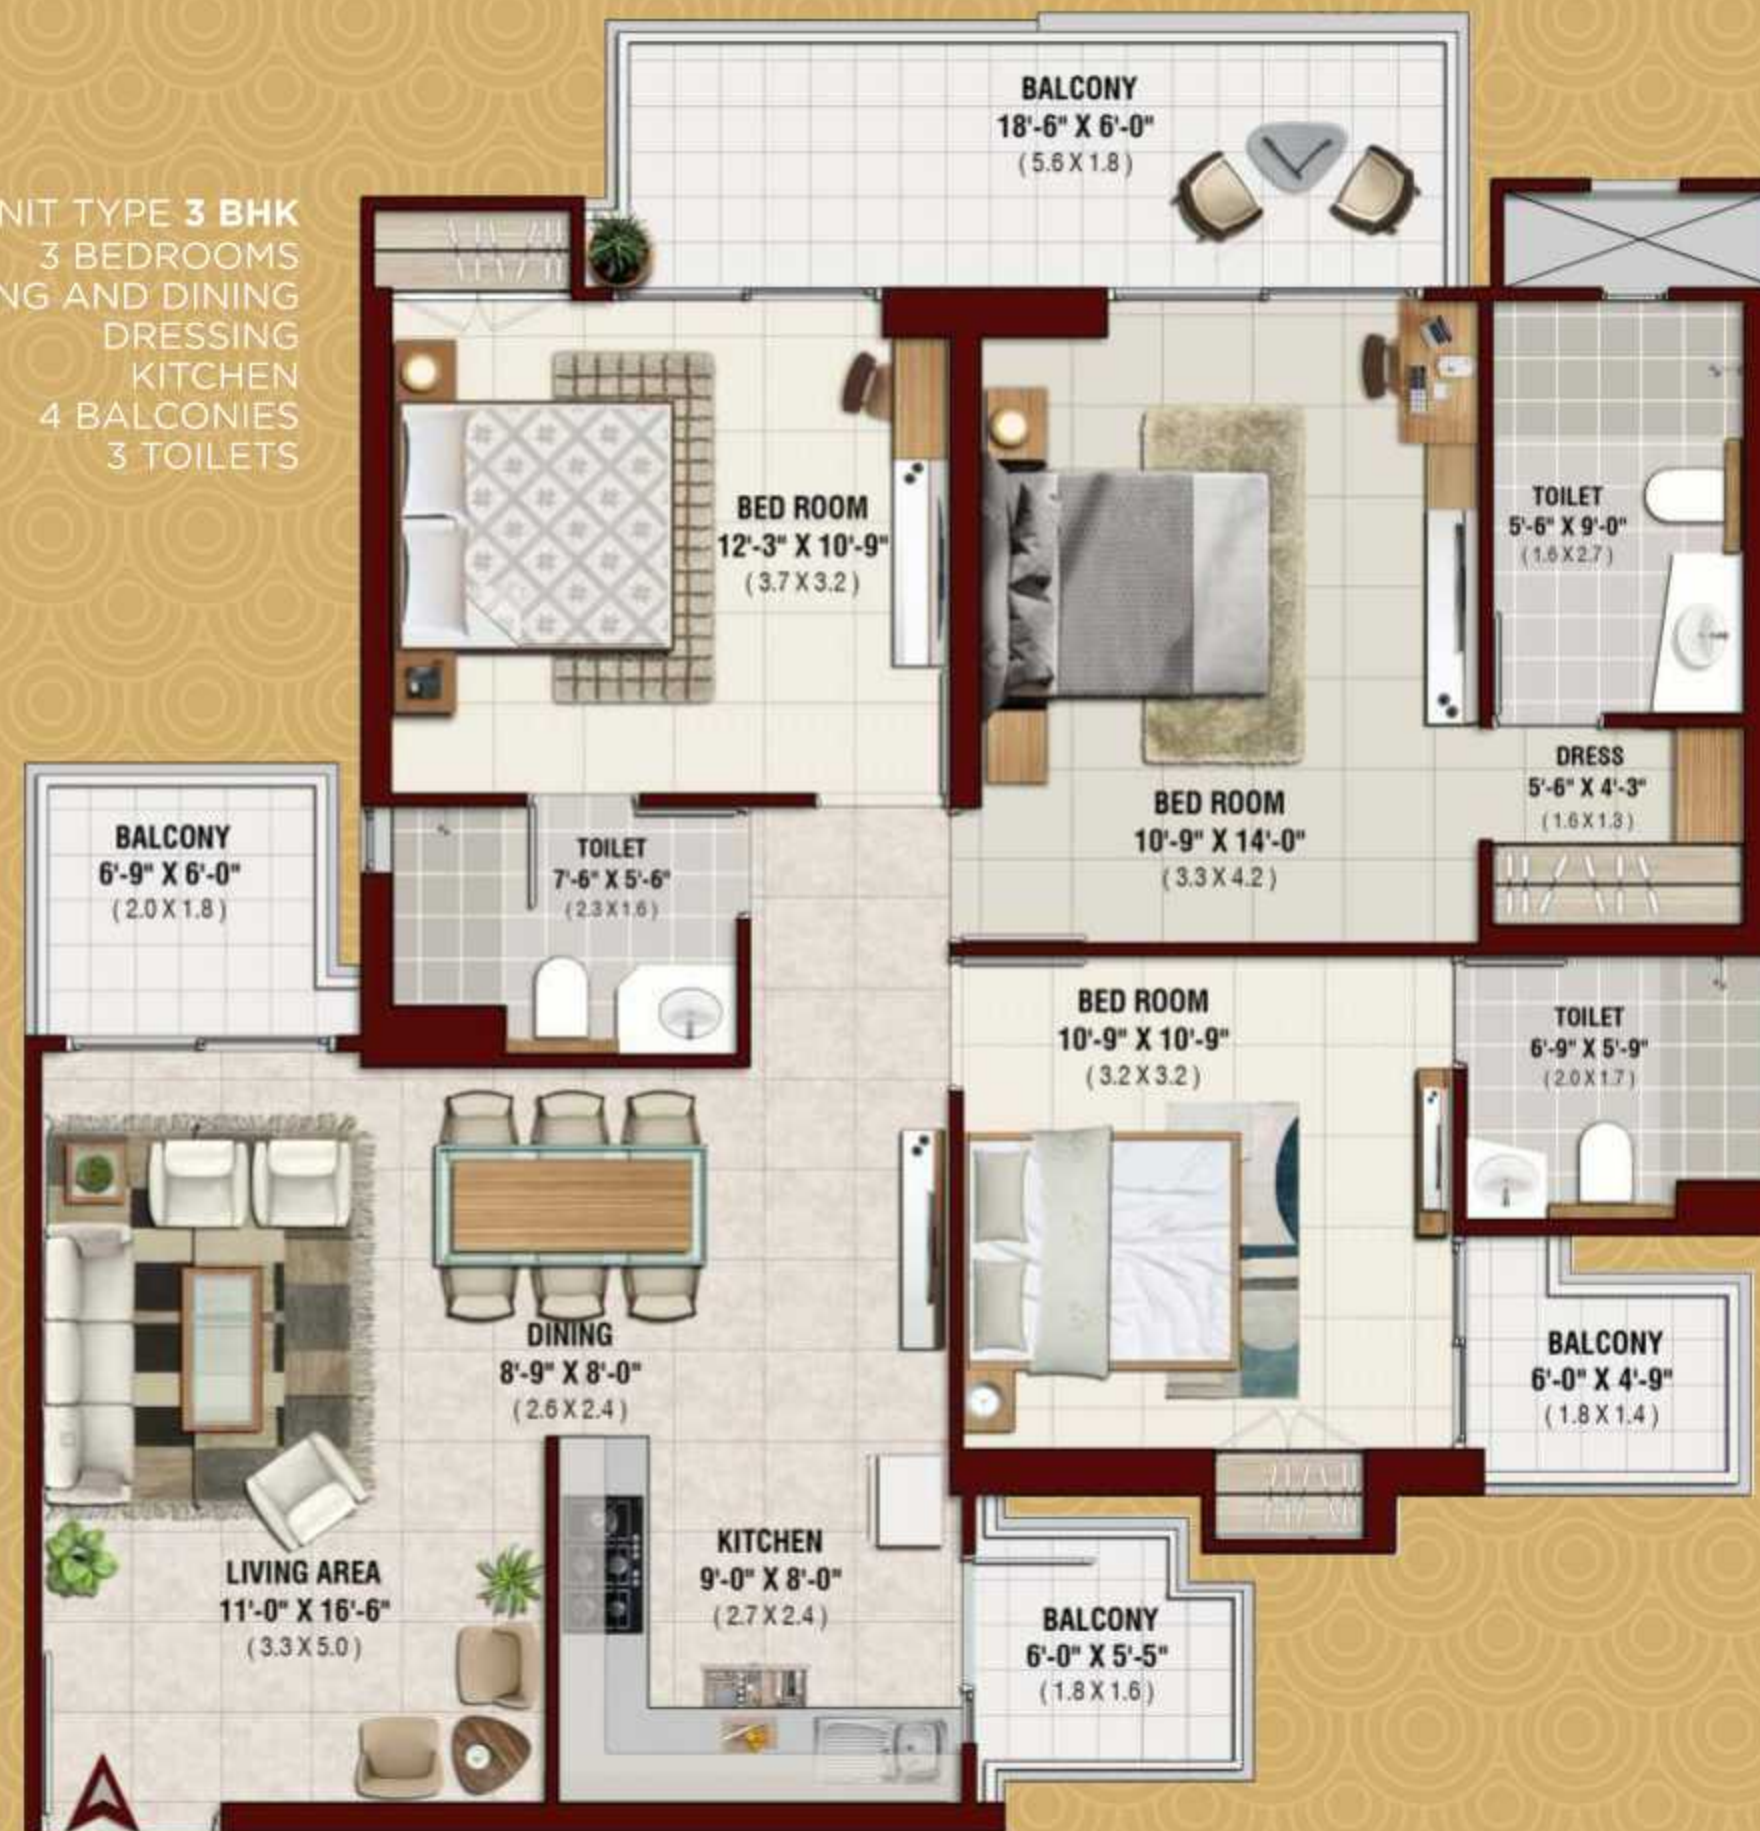 NIT TYPE 3 BHK
3 BEDROOMS
NG AND DINING
DRESSING
KITCHEN
4 BALCONIES
3 TOILETS
BALCONY
18'-6" X 6'-0"
( 5.6 X 1.8 )
BED ROOM
12'-3" X 10'-9"
( 3.7 X 3.2 )
TOILET
5'-6" X 9'-0"
( 1.6 X 2.7 )
BED ROOM
10'-9" X 14'-0"
( 3.3 X 4.2 )
DRESS
5'-6" X 4'-3"
( 1.6 X 1.3 )
BALCONY
6'-9" X 6'-0"
( 2.0 X 1.8 )
TOILET
7'-6" X 5'-6"
( 2.3 X 1.6 )
BED ROOM
10'-9" X 10'-9"
( 3.2 X 3.2 )
TOILET
6'-9" X 5'-9"
( 2.0 X 1.7 )
DINING
8'-9" X 8'-0"
( 2.6 X 2.4 )
BALCONY
6'-0" X 4'-9"
( 1.8 X 1.4 )
LIVING AREA
11'-0" X 16'-6"
( 3.3 X 5.0 )
KITCHEN
9'-0" X 8'-0"
( 2.7 X 2.4 )
BALCONY
6'-0" X 5'-5"
( 1.8 X 1.6 )